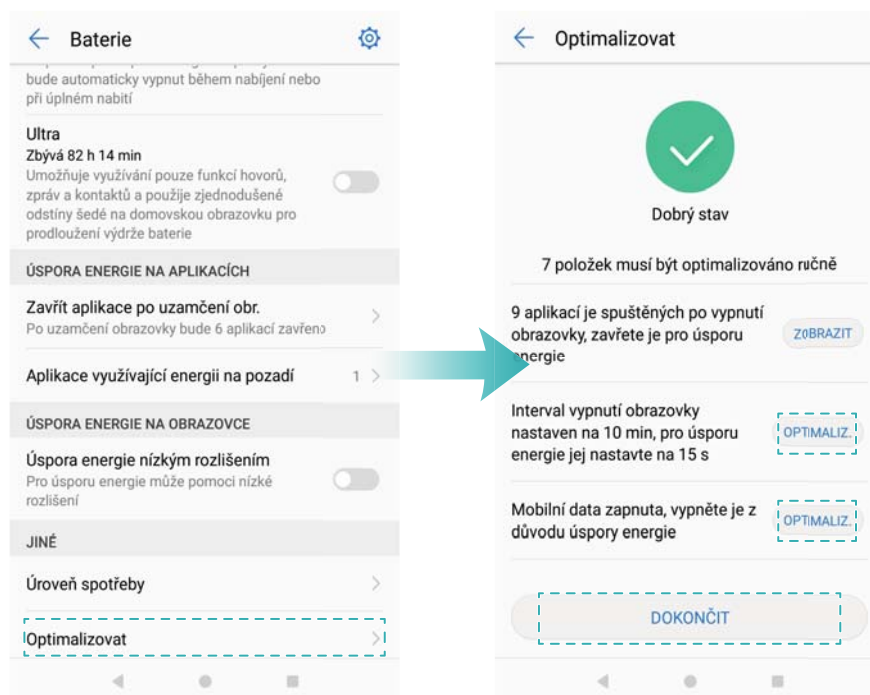 Baterie
bude automaticky vypnut během nabíjení nebo
při úplném nabití
Ultra
Zbývá 82 h 14 min
Umožňuje využívání pouze funkcí hovorů,
zpráv a kontaktů a použije zjednodušené
odstíny šedé na domovskou obrazovku pro
prodloužení výdrže baterie
ÚSPORA ENERGIE NA APLIKACÍCH
Zavřít aplikace po uzamčení obr.
Po uzamčení obrazovky bude 6 aplikací zavřeno
Aplikace využívající energii na pozadí 1
ÚSPORA ENERGIE NA OBRAZOVCE
Úspora energie nízkým rozlišením
Pro úsporu energie může pomoci nízké
rozlišení
JINÉ
Úroveň spotřeby
Optimalizovat
Optimalizovat
Dobrý stav
7 položek musí být optimalizováno ručně
9 aplikací je spuštěných po vypnutí
obrazovky, zavřete je pro úsporu
energie
ZOBRAZIT
Interval vypnutí obrazovky
nastaven na 10 min, pro úsporu
energie jej nastavte na 15 s
OPTIMALIZ.
Mobilní data zapnuta, vypněte je z
důvodu úspory energie
OPTIMALIZ.
DOKONČIT